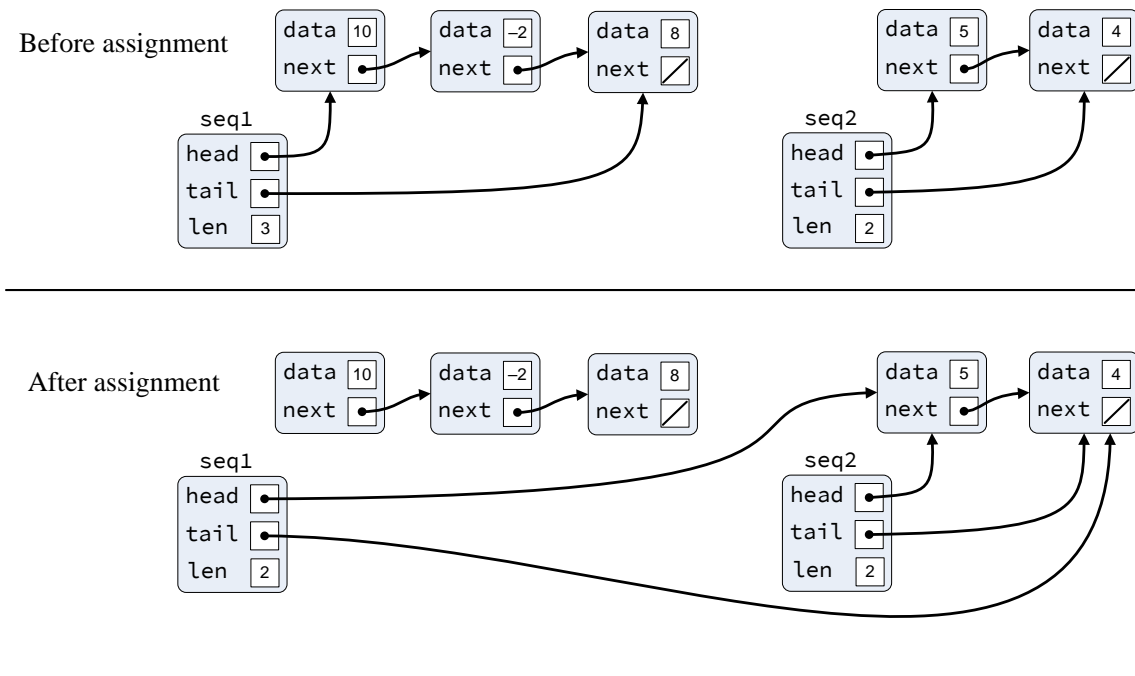 Before assignment
data 10
next
data –2
next
data 8
next
data 5
next
data 4
next
seq1
head
tail
len 3
seq2
head
tail
len 2
After assignment
data 10
next
data –2
next
data 8
next
data 5
next
data 4
next
seq1
head
tail
len 2
seq2
head
tail
len 2